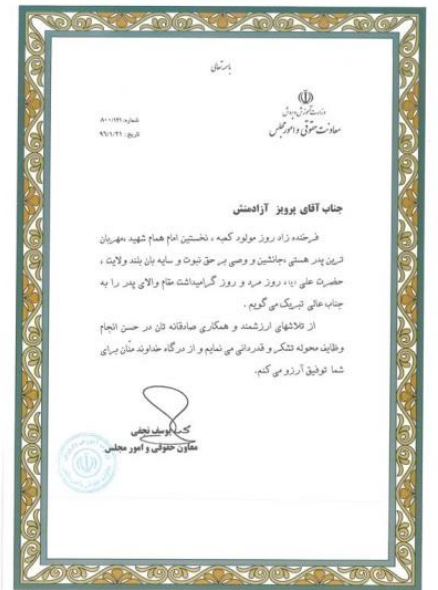 باسمه تعالی
وزارت آموزش و پرورش
معاونت حقوقی و امور مجلس
شماره: ۸۰۰/۱۲۱
تاریخ: ۹۶/۱/۲۱
جناب آقای پرویز آزادمنش
فرخنده زاد روز مولود کعبه ، نخستین امام همام شهید ،مهربان
ترین پدر هستی ،جانشین و وصی بر حق نبوت و سایه بان بلند ولایت ،
حضرت علی (ع)، روز مرد و روز گرامیداشت مقام والای پدر را به
جناب عالی تبریک می گویم .
از تلاشهای ارزشمند و همکاری صادقانه تان در حسن انجام
وظایف محوله تشکر و قدردانی می نمایم و از درگاه خداوند منّان برای
شما توفیق آرزو می کنم.
یوسف نجفی
معاون حقوقی و امور مجلس